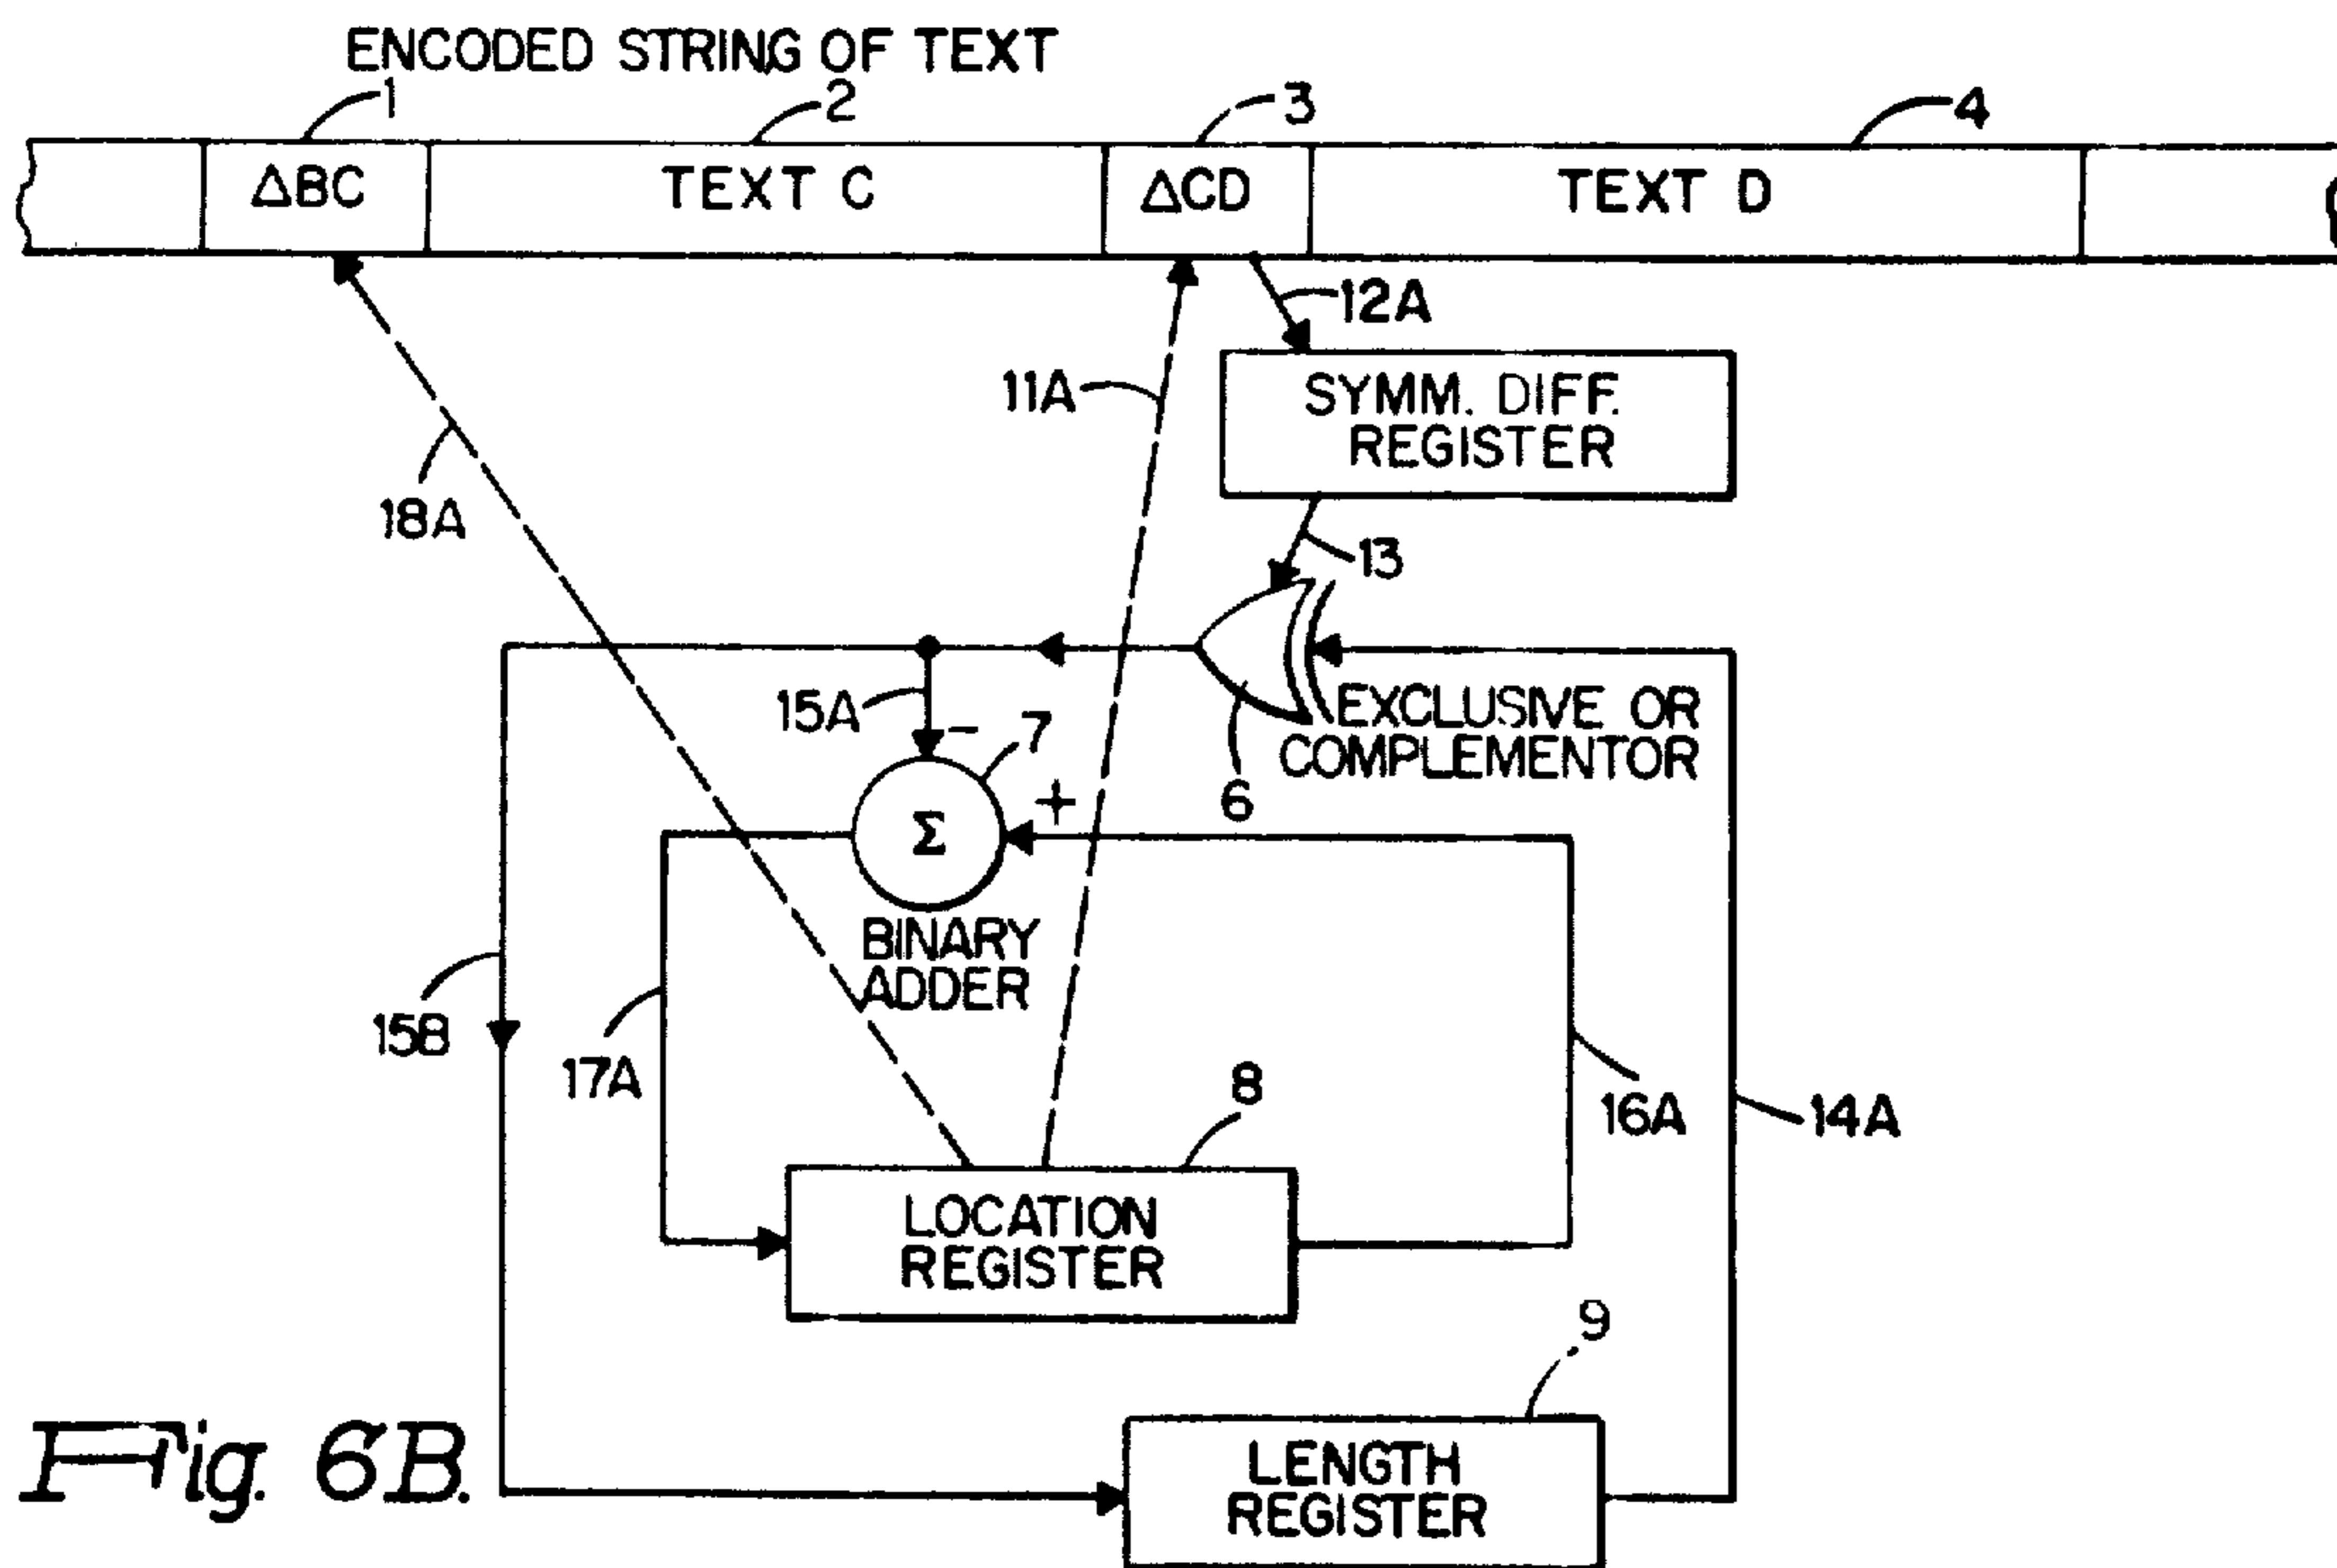 ENCODED STRING OF TEXT
1 2 3 4
ΔBC TEXT C ΔCD TEXT D
12A
11A
SYMM. DIFF.
REGISTER
18A
13
15A
EXCLUSIVE OR
COMPLEMENTOR
− 7
+ 6
Σ
BINARY
ADDER
15B
17A
8
16A
14A
LOCATION
REGISTER
9
LENGTH
REGISTER
Fig. 6B.